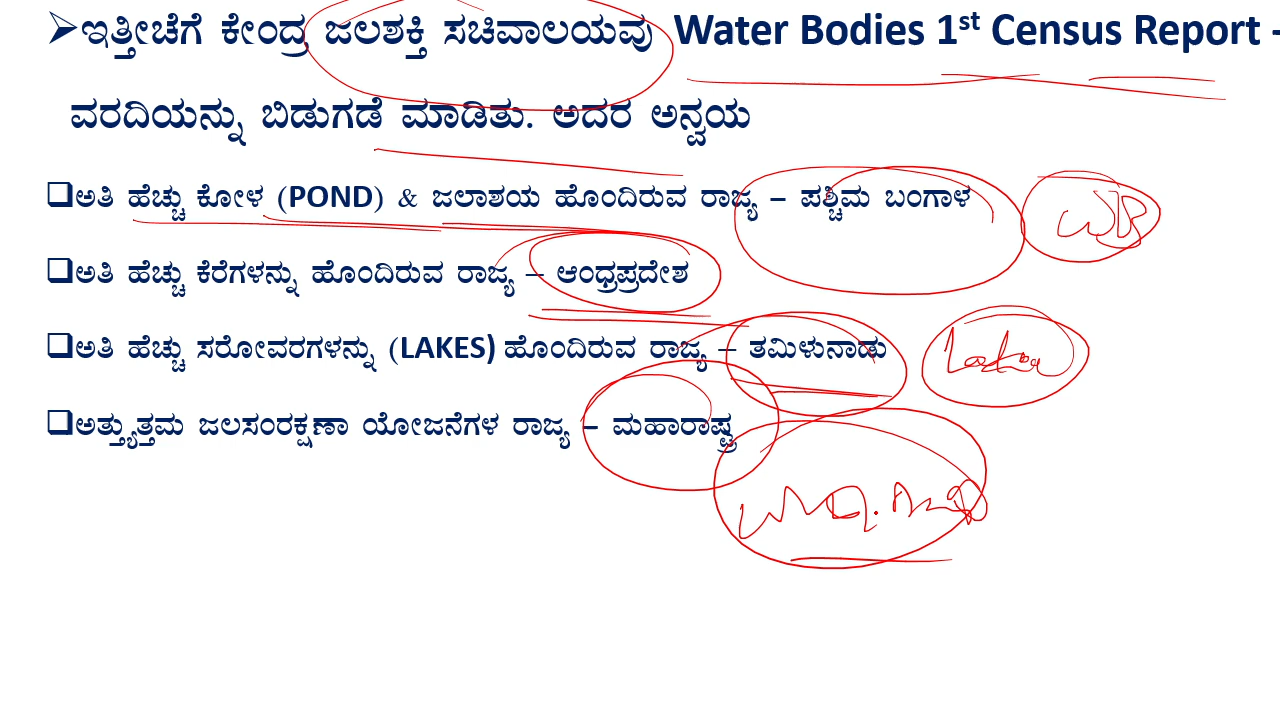 ➢ಇತ್ತೀಚೆಗೆ ಕೇಂದ್ರ ಜಲಶಕ್ತಿ ಸಚಿವಾಲಯವು Water Bodies 1st Census Report -
ವರದಿಯನ್ನು ಬಿಡುಗಡೆ ಮಾಡಿತು. ಅದರ ಅನ್ವಯ
❑ಅತಿ ಹೆಚ್ಚು ಕೋಳ (POND) & ಜಲಾಶಯ ಹೊಂದಿರುವ ರಾಜ್ಯ – ಪಶ್ಚಿಮ ಬಂಗಾಳ WB
❑ಅತಿ ಹೆಚ್ಚು ಕೆರೆಗಳನ್ನು ಹೊಂದಿರುವ ರಾಜ್ಯ – ಆಂಧ್ರಪ್ರದೇಶ
❑ಅತಿ ಹೆಚ್ಚು ಸರೋವರಗಳನ್ನು (LAKES) ಹೊಂದಿರುವ ರಾಜ್ಯ – ತಮಿಳುನಾಡು
❑ಅತ್ತ್ಯುತ್ತಮ ಜಲಸಂರಕ್ಷಣಾ ಯೋಜನೆಗಳ ರಾಜ್ಯ – ಮಹಾರಾಷ್ಟ್ರ